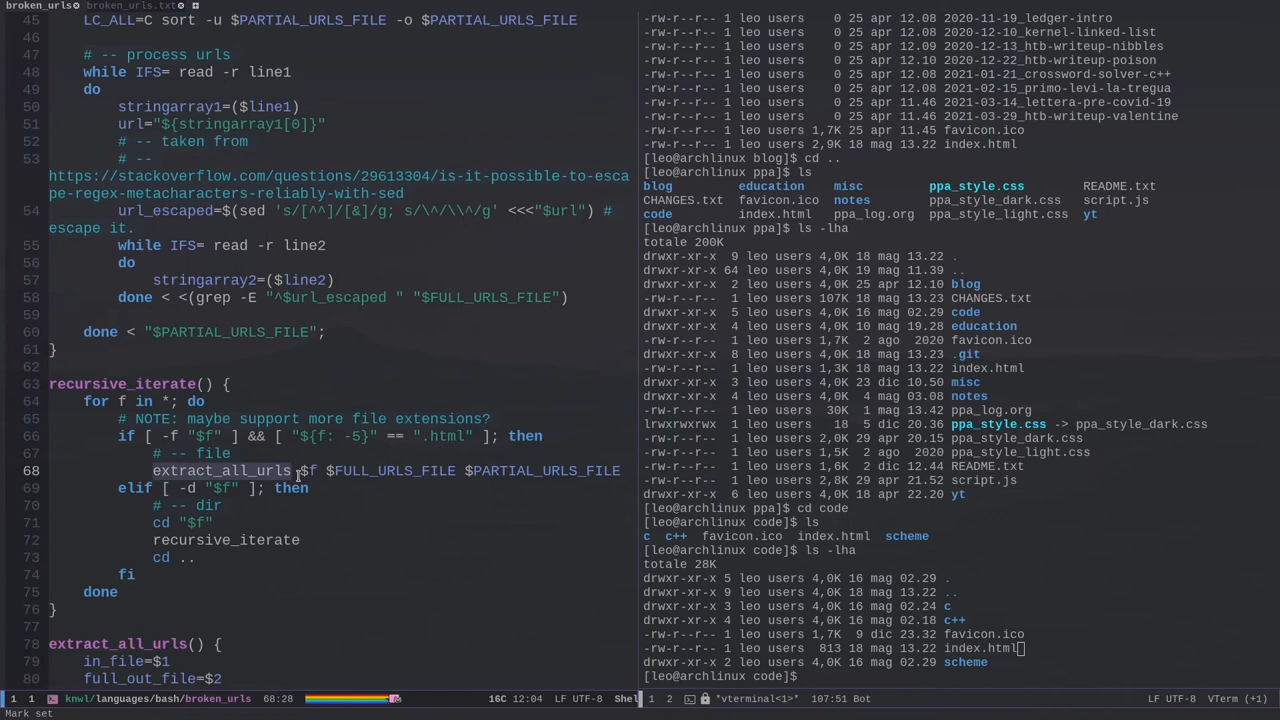 broken_urls broken_urls.txt
45 LC_ALL=C sort -u $PARTIAL_URLS_FILE -o $PARTIAL_URLS_FILE
46
47 # -- process urls
48 while IFS= read -r line1
49 do
50 stringarray1=($line1)
51 url="${stringarray1[0]}"
52 # -- taken from
53 # --
https://stackoverflow.com/questions/29613304/is-it-possible-to-esca
pe-regex-metacharacters-reliably-with-sed
54 url_escaped=$(sed 's/[^^]/[&]/g; s/\^/\\^/g' <<<"$url") #
escape it.
55 while IFS= read -r line2
56 do
57 stringarray2=($line2)
58 done < <(grep -E "^$url_escaped " "$FULL_URLS_FILE")
59
60 done < "$PARTIAL_URLS_FILE";
61 }
62
63 recursive_iterate() {
64 for f in *; do
65 # NOTE: maybe support more file extensions?
66 if [ -f "$f" ] && [ "${f: -5}" == ".html" ]; then
67 # -- file
68 extract_all_urls $f $FULL_URLS_FILE $PARTIAL_URLS_FILE
69 elif [ -d "$f" ]; then
70 # -- dir
71 cd "$f"
72 recursive_iterate
73 cd ..
74 fi
75 done
76 }
77
78 extract_all_urls() {
79 in_file=$1
80 full_out_file=$2
1 1 knwl/languages/bash/broken_urls 68:28 16C 12:04 LF UTF-8 Shel
Mark set
-rw-r--r-- 1 leo users 0 25 apr 12.08 2020-11-19_ledger-intro
-rw-r--r-- 1 leo users 0 25 apr 12.08 2020-12-10_kernel-linked-list
-rw-r--r-- 1 leo users 0 25 apr 12.09 2020-12-13_htb-writeup-nibbles
-rw-r--r-- 1 leo users 0 25 apr 12.10 2020-12-22_htb-writeup-poison
-rw-r--r-- 1 leo users 0 25 apr 12.08 2021-01-21_crossword-solver-c++
-rw-r--r-- 1 leo users 0 25 apr 12.08 2021-02-15_primo-levi-la-tregua
-rw-r--r-- 1 leo users 0 25 apr 11.46 2021-03-14_lettera-pre-covid-19
-rw-r--r-- 1 leo users 0 25 apr 11.46 2021-03-29_htb-writeup-valentine
-rw-r--r-- 1 leo users 1,7K 25 apr 11.45 favicon.ico
-rw-r--r-- 1 leo users 2,9K 18 mag 13.22 index.html
[leo@archlinux blog]$ cd ..
[leo@archlinux ppa]$ ls
blog education misc ppa_style.css README.txt
CHANGES.txt favicon.ico notes ppa_style_dark.css script.js
code index.html ppa_log.org ppa_style_light.css yt
[leo@archlinux ppa]$ ls -lha
totale 200K
drwxr-xr-x 9 leo users 4,0K 18 mag 13.22 .
drwxr-xr-x 64 leo users 4,0K 19 mag 11.39 ..
drwxr-xr-x 2 leo users 4,0K 25 apr 12.10 blog
-rw-r--r-- 1 leo users 107K 18 mag 13.23 CHANGES.txt
drwxr-xr-x 5 leo users 4,0K 16 mag 02.29 code
drwxr-xr-x 4 leo users 4,0K 10 mag 19.28 education
-rw-r--r-- 1 leo users 1,7K 2 ago 2020 favicon.ico
drwxr-xr-x 8 leo users 4,0K 18 mag 13.23 .git
-rw-r--r-- 1 leo users 1,3K 18 mag 13.22 index.html
drwxr-xr-x 3 leo users 4,0K 23 dic 10.50 misc
drwxr-xr-x 4 leo users 4,0K 4 mag 03.08 notes
-rw-r--r-- 1 leo users 30K 1 mag 13.42 ppa_log.org
lrwxrwxrwx 1 leo users 18 5 dic 20.36 ppa_style.css -> ppa_style_dark.css
-rw-r--r-- 1 leo users 2,0K 29 apr 15.24 ppa_style_dark.css
-rw-r--r-- 1 leo users 1,5K 2 ago 2020 ppa_style_light.css
-rw-r--r-- 1 leo users 1,6K 2 dic 12.44 README.txt
-rw-r--r-- 1 leo users 2,8K 29 apr 21.52 script.js
drwxr-xr-x 6 leo users 4,0K 18 apr 22.20 yt
[leo@archlinux ppa]$ cd code
[leo@archlinux code]$ ls
c c++ favicon.ico index.html scheme
[leo@archlinux code]$ ls -lha
totale 28K
drwxr-xr-x 5 leo users 4,0K 16 mag 02.29 .
drwxr-xr-x 9 leo users 4,0K 18 mag 13.22 ..
drwxr-xr-x 3 leo users 4,0K 16 mag 02.24 c
drwxr-xr-x 4 leo users 4,0K 16 mag 02.18 c++
-rw-r--r-- 1 leo users 1,7K 9 dic 23.32 favicon.ico
-rw-r--r-- 1 leo users 813 18 mag 13.22 index.html
drwxr-xr-x 2 leo users 4,0K 16 mag 02.29 scheme
[leo@archlinux code]$
1 2 *vterminal<1>* 107:51 Bot LF UTF-8 VTerm (+1)